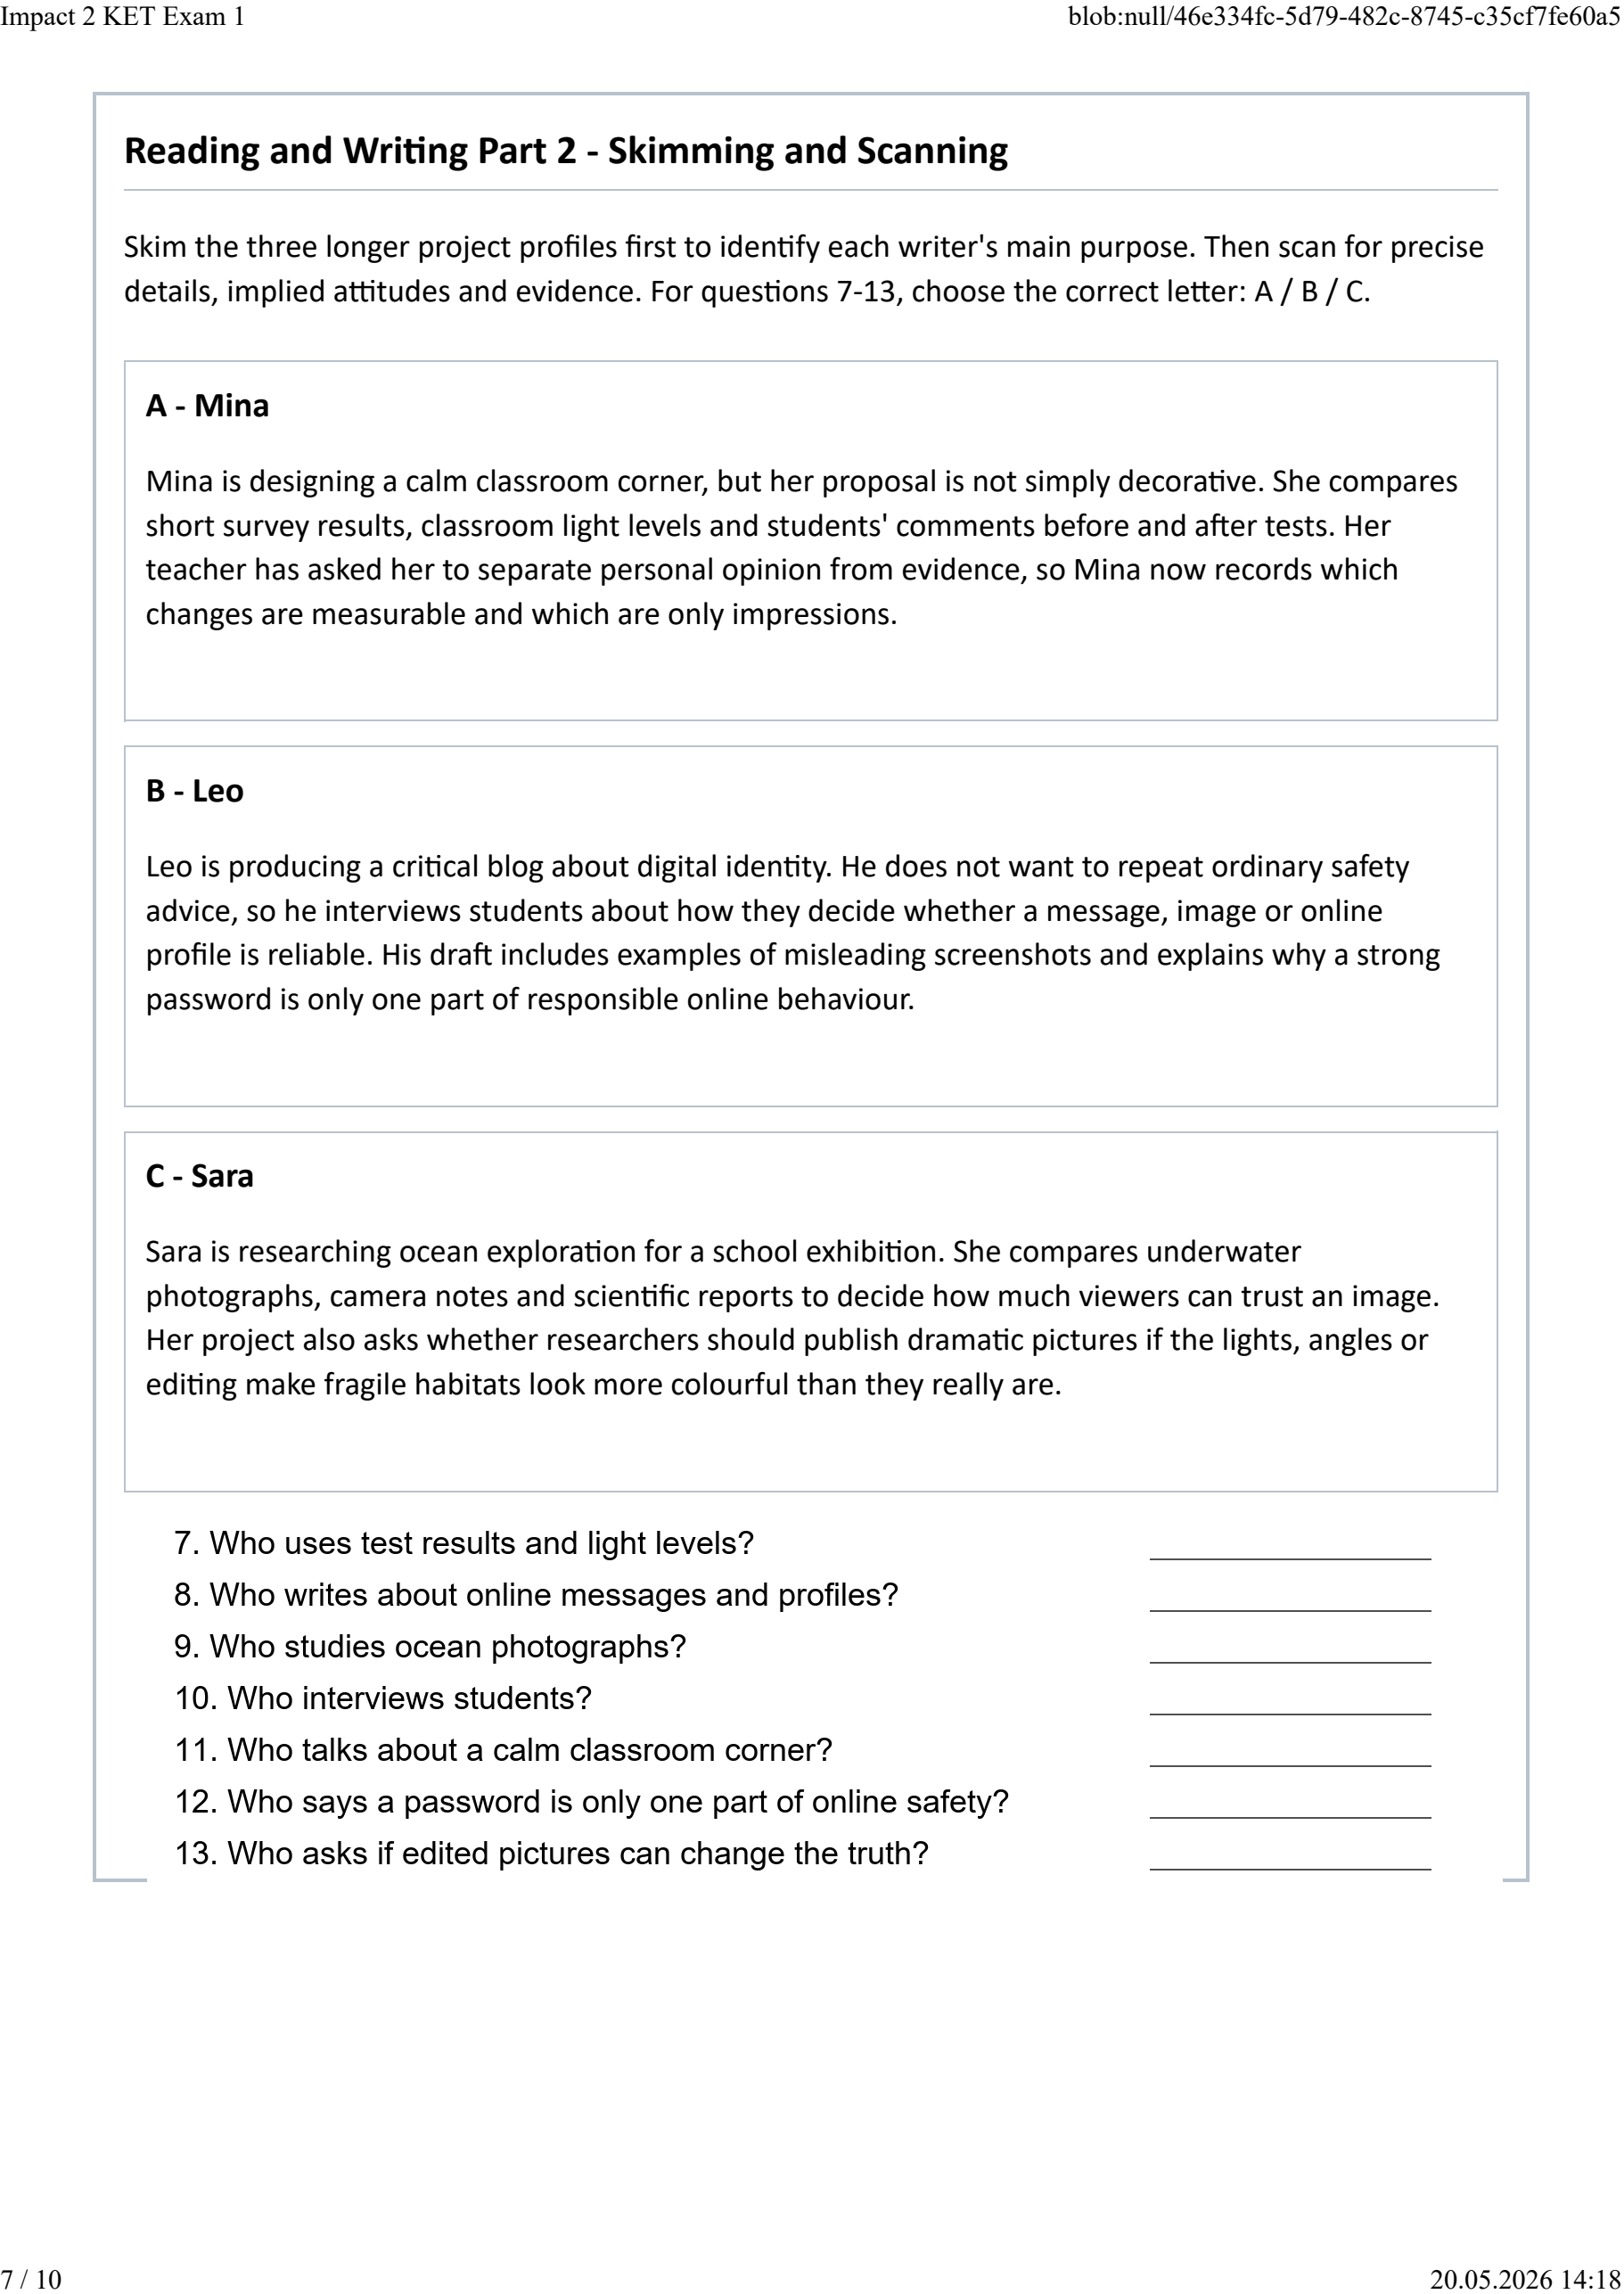 Impact 2 KET Exam 1
blob:null/46e334fc-5d79-482c-8745-c35cf7fe60a5
Reading and Writing Part 2 - Skimming and Scanning
Skim the three longer project profiles first to identify each writer's main purpose. Then scan for precise
details, implied attitudes and evidence. For questions 7-13, choose the correct letter: A / B / C.
A - Mina
Mina is designing a calm classroom corner, but her proposal is not simply decorative. She compares
short survey results, classroom light levels and students' comments before and after tests. Her
teacher has asked her to separate personal opinion from evidence, so Mina now records which
changes are measurable and which are only impressions.
B - Leo
Leo is producing a critical blog about digital identity. He does not want to repeat ordinary safety
advice, so he interviews students about how they decide whether a message, image or online
profile is reliable. His draft includes examples of misleading screenshots and explains why a strong
password is only one part of responsible online behaviour.
C - Sara
Sara is researching ocean exploration for a school exhibition. She compares underwater
photographs, camera notes and scientific reports to decide how much viewers can trust an image.
Her project also asks whether researchers should publish dramatic pictures if the lights, angles or
editing make fragile habitats look more colourful than they really are.
7. Who uses test results and light levels?
8. Who writes about online messages and profiles?
9. Who studies ocean photographs?
10. Who interviews students?
11. Who talks about a calm classroom corner?
12. Who says a password is only one part of online safety?
13. Who asks if edited pictures can change the truth?
7 / 10
20.05.2026 14:18